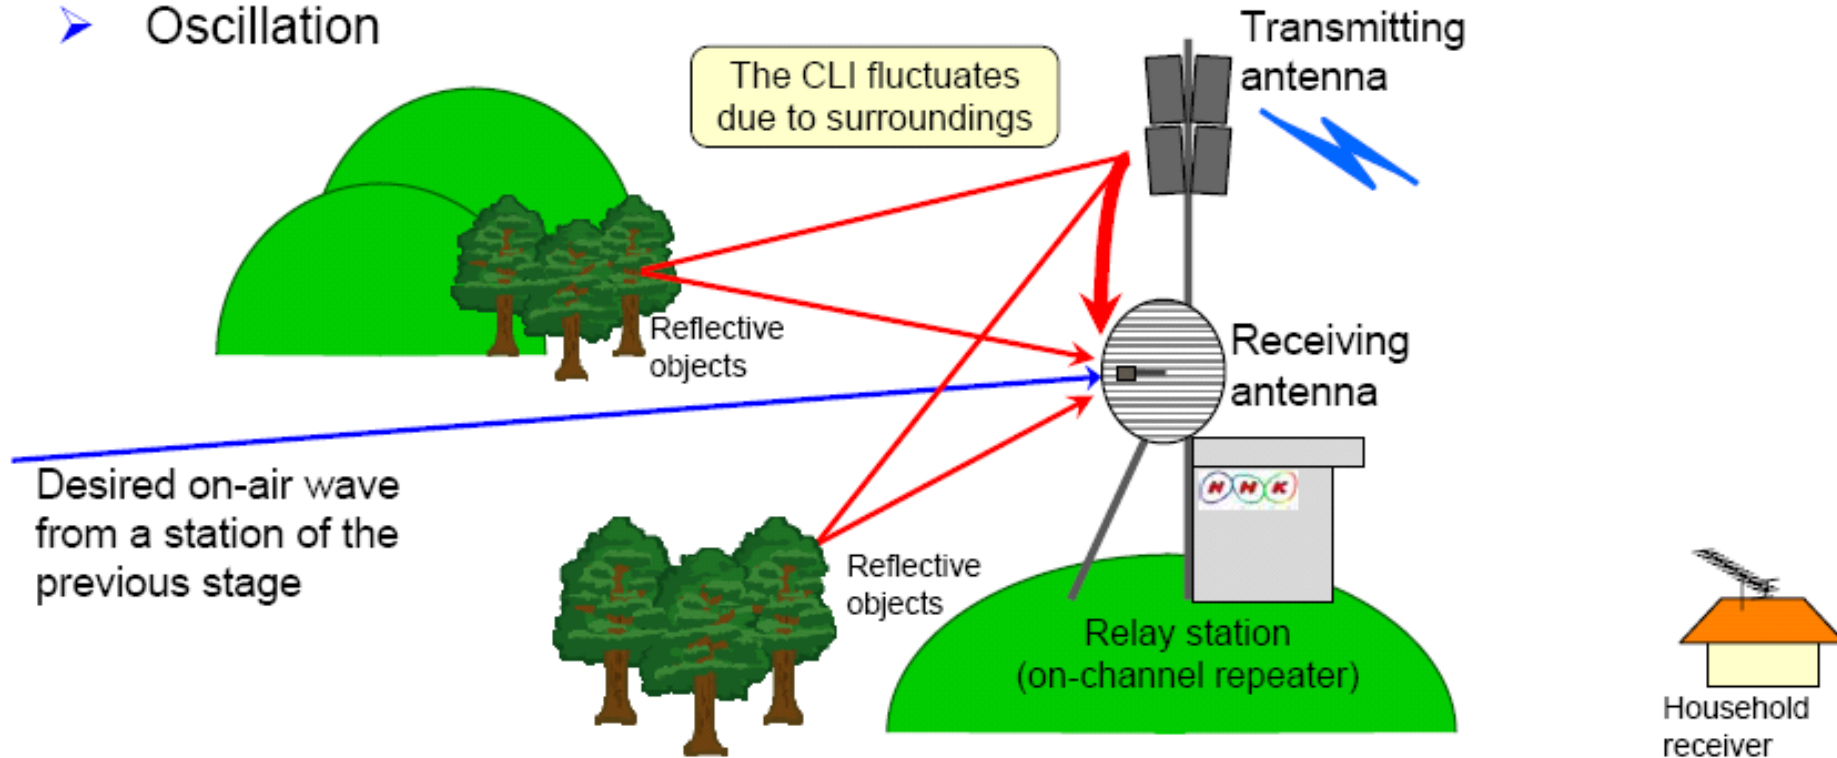 Oscillation
The CLI fluctuates
due to surroundings
Transmitting
antenna
Reflective
objects
Receiving
antenna
Desired on-air wave
from a station of the
previous stage
NHK
Reflective
objects
Relay station
(on-channel repeater)
Household
receiver